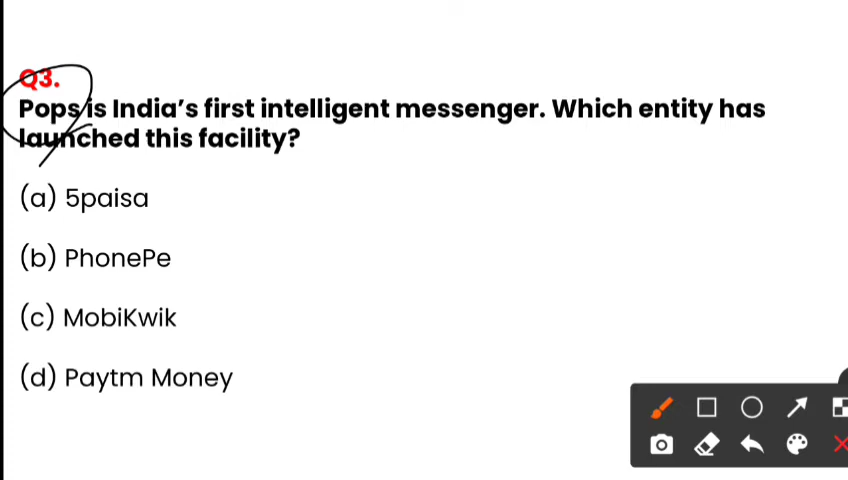 Q3.
Pops is India's first intelligent messenger. Which entity has
launched this facility?
(a) 5paisa
(b) PhonePe
(c) MobiKwik
(d) Paytm Money